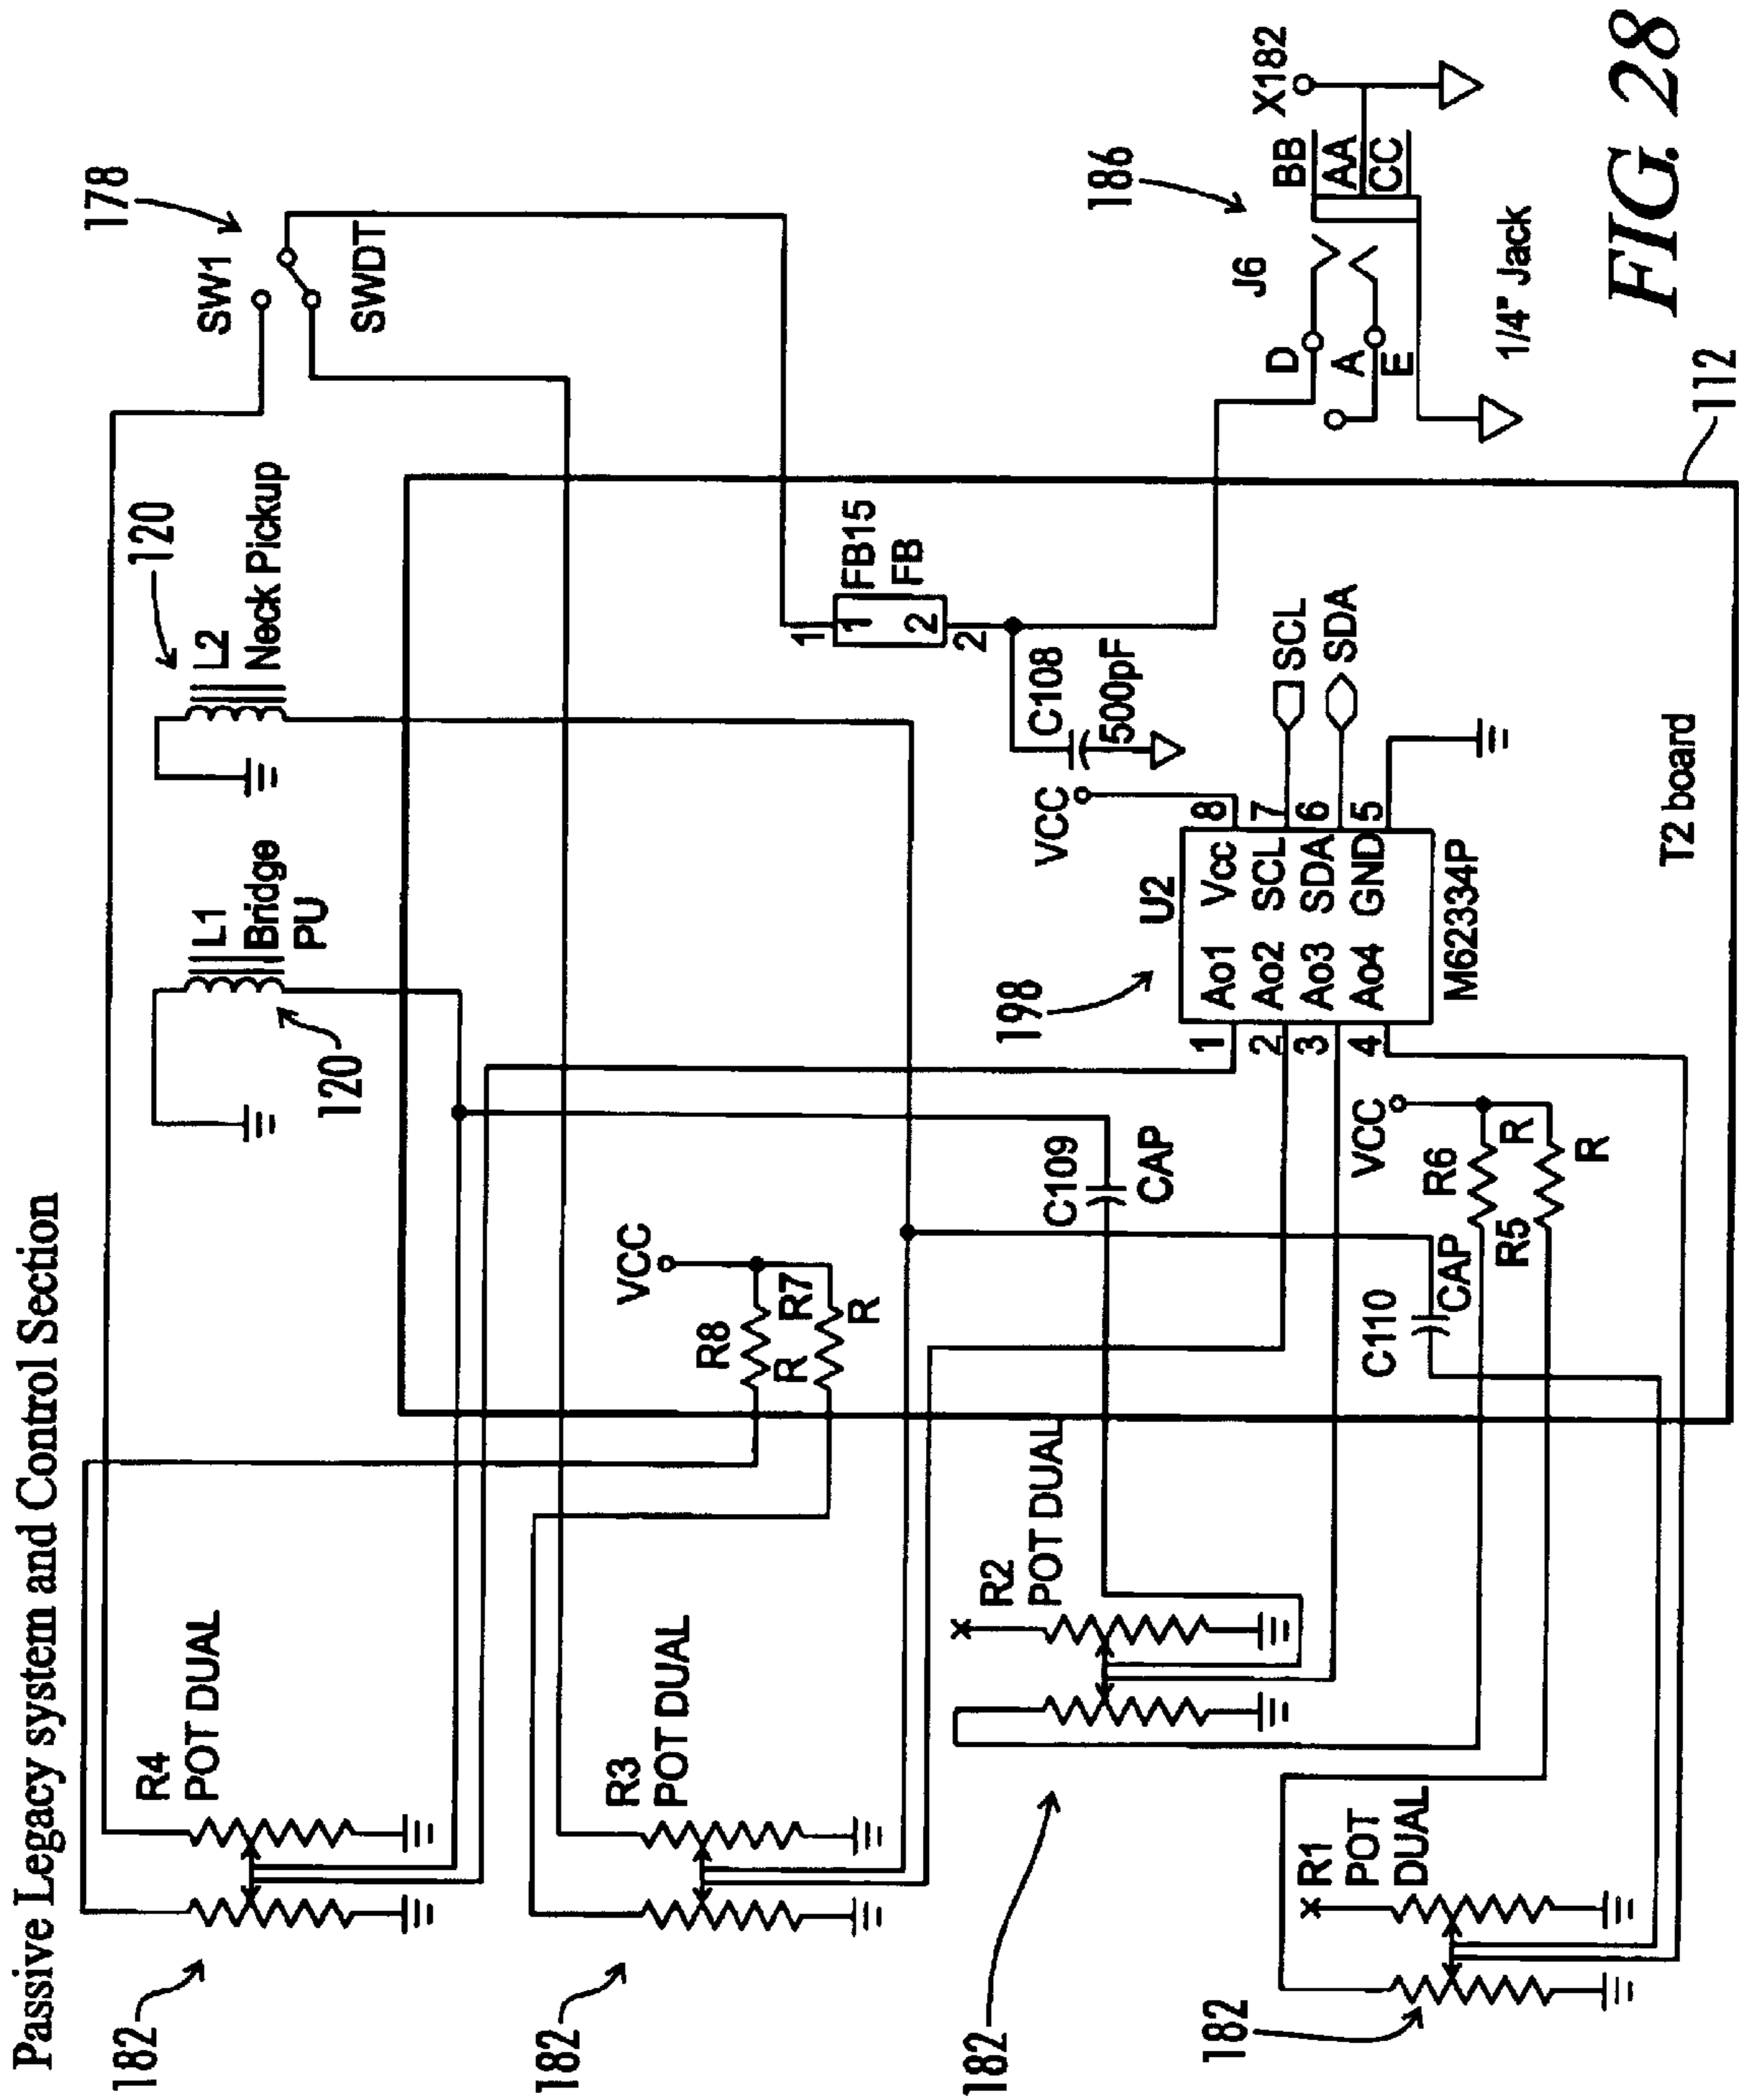 Passive Legacy system and Control Section
182
R4
POT DUAL
120
L1
Bridge
PU
120
L2
Neck Pickup
178
SW1
SWDT
182
R3
POT DUAL
VCC
R8
R7
R
R
1
1
2
2
FB15
FB
182
R2
POT DUAL
C109
CAP
198
U2
VCC
C108
500pF
1
2
3
4
Ao1
Ao2
Ao3
Ao4
Vcc
SCL
SDA
GND
8
7
6
5
M62334P
SCL
SDA
186
J6
D
A
E
BB
AA
CC
X182
1/4" Jack
182
R1
POT
DUAL
C110
CAP
VCC
R6
R
R5
R
T2 board
112
FIG. 28